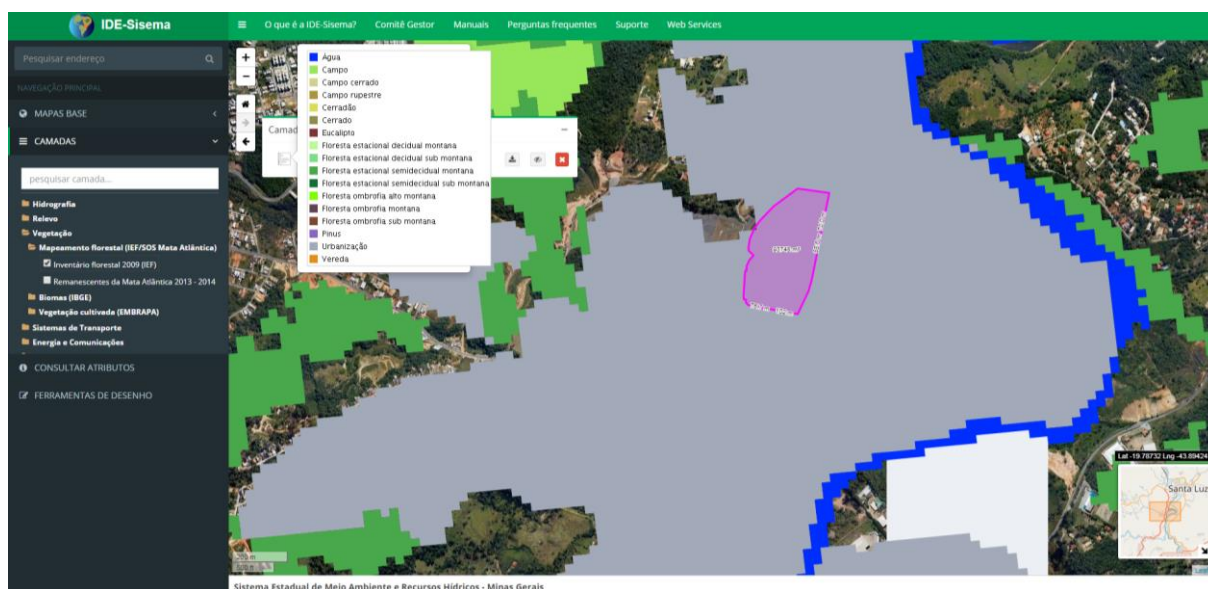 IDE-Sisema
O que é a IDE-Sisema? Comitê Gestor Manuais Perguntas frequentes Suporte Web Services
Pesquisar endereço
NAVEGAÇÃO PRINCIPAL
MAPAS BASE
CAMADAS
pesquisar camada...
Hidrografia
Relevo
Vegetação
Mapeamento florestal (IEF/SOS Mata Atlântica)
Inventário florestal 2009 (IEF)
Remanescentes da Mata Atlântica 2013 - 2014
Biomas (IBGE)
Vegetação cultivada (EMBRAPA)
Sistemas de Transporte
Energia e Comunicações
CONSULTAR ATRIBUTOS
FERRAMENTAS DE DESENHO
Camad
Água
Campo
Campo cerrado
Campo rupestre
Cerradão
Cerrado
Eucalipto
Floresta estacional decidual montana
Floresta estacional decidual sub montana
Floresta estacional semidecidual montana
Floresta estacional semidecidual sub montana
Floresta ombrofia alto montana
Floresta ombrofia montana
Floresta ombrofia sub montana
Pinus
Urbanização
Vereda
Lat -19.78732 Lng -43.89424
Santa Luz
Sistema Estadual de Meio Ambiente e Recursos Hídricos - Minas Gerais